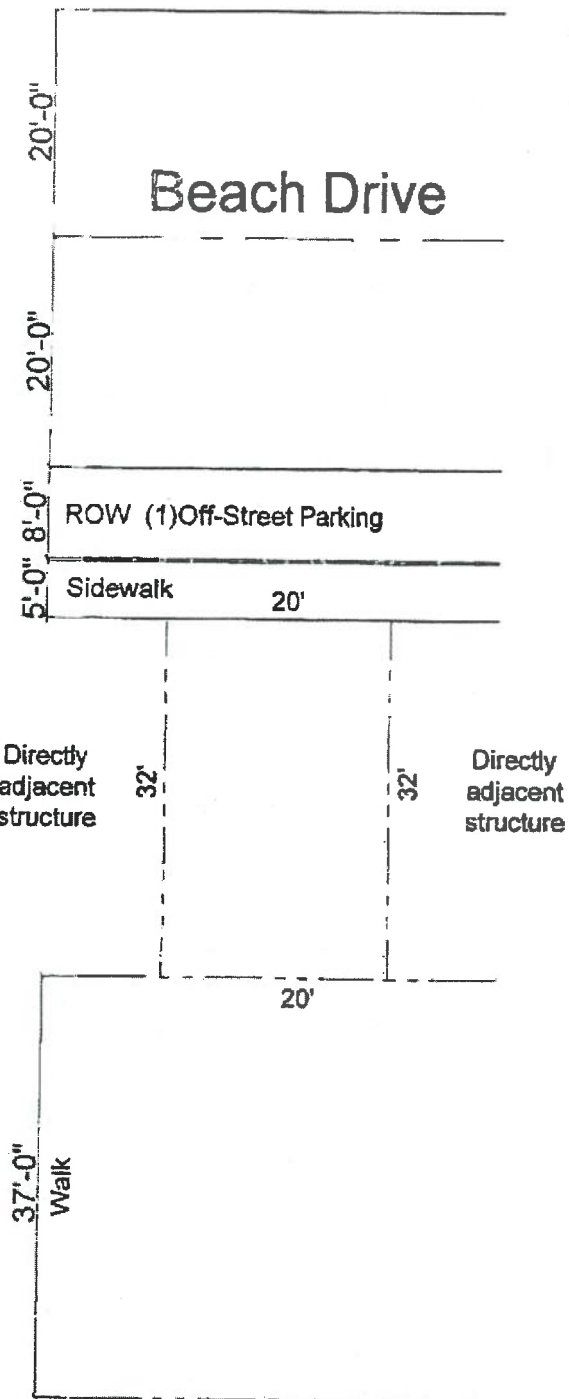 20'-0"
Beach Drive
20'-0"
8'-0"
ROW (1)Off-Street Parking
5'-0"
Sidewalk
20'
Directly
adjacent
structure
32'
32'
Directly
adjacent
structure
20'
37'-0"
Walk